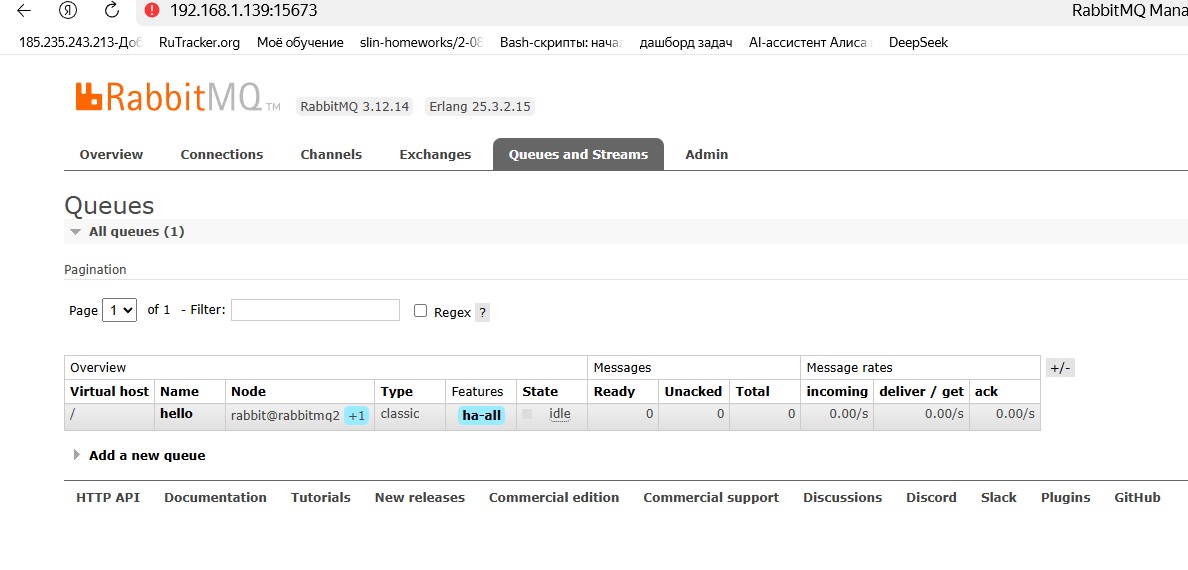 Я 192.168.1.139:15673 RabbitMQ Mana
185.235.243.213-Доб RuTracker.org Моё обучение slin-homeworks/2-08 Bash-скрипты: начал дашборд задач AI-ассистент Алиса DeepSeek
RabbitMQ TM RabbitMQ 3.12.14 Erlang 25.3.2.15
Overview Connections Channels Exchanges Queues and Streams Admin
Queues
All queues (1)
Pagination
Page 1 of 1 - Filter: Regex ?
Overview Messages Message rates +/-
Virtual host Name Node Type Features State Ready Unacked Total incoming deliver / get ack
/ hello rabbit@rabbitmq2 +1 classic ha-all idle 0 0 0 0.00/s 0.00/s 0.00/s
Add a new queue
HTTP API Documentation Tutorials New releases Commercial edition Commercial support Discussions Discord Slack Plugins GitHub